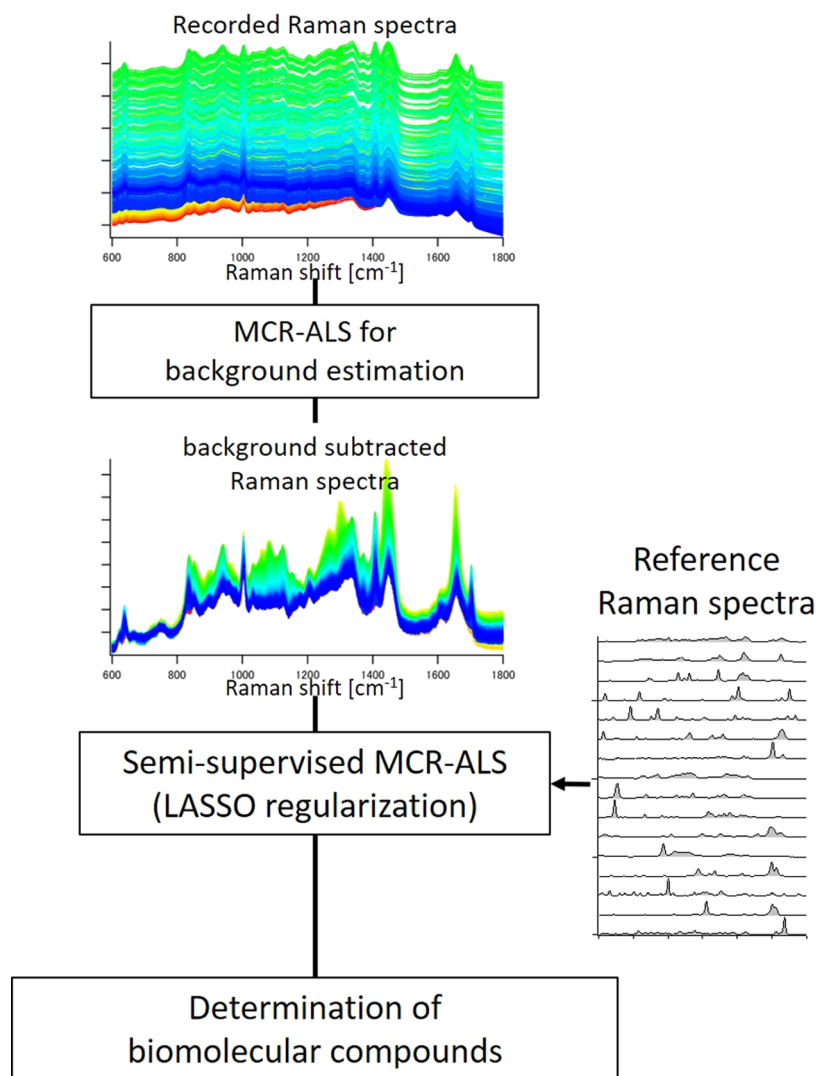 Recorded Raman spectra
600 800 1000 1200 1400 1600 1800
Raman shift [cm⁻¹]
MCR-ALS for
background estimation
background subtracted
Raman spectra
600 800 1000 1200 1400 1600 1800
Raman shift [cm⁻¹]
Reference
Raman spectra
Semi-supervised MCR-ALS
(LASSO regularization)
Determination of
biomolecular compounds